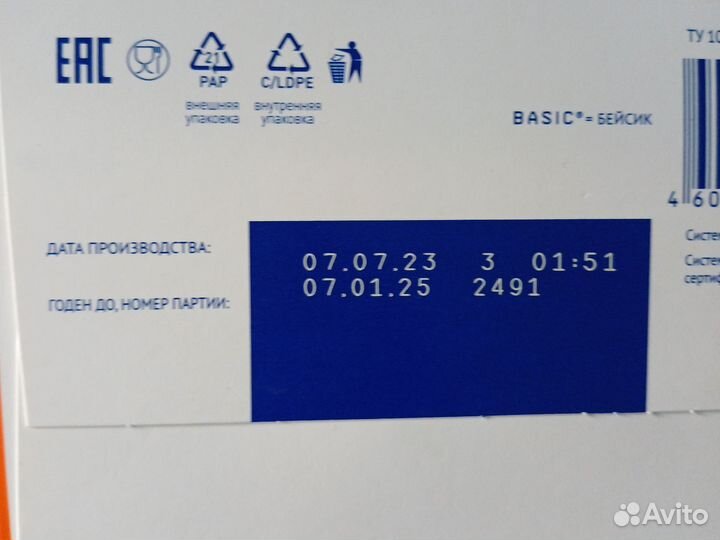 EAC
21
PAP
внешняя
упаковка
C/LDPE
внутренняя
упаковка
ТУ 10
BASIC® = БЕЙСИК
4 60
ДАТА ПРОИЗВОДСТВА:
07.07.23 3 01:51
ГОДЕН ДО, НОМЕР ПАРТИИ:
07.01.25 2491
Систе
Систе
серти
Avito